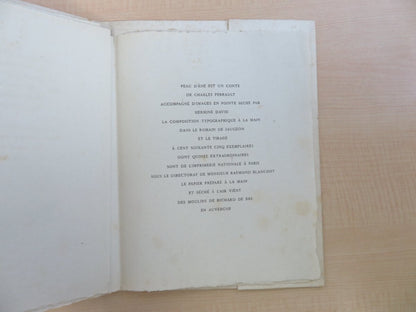 PEAU D'ÂNE EST UN CONTE
DE CHARLES PERRAULT
ACCOMPAGNÉ D'IMAGES EN POINTE SÈCHE PAR
HERMINE DAVID
LA COMPOSITION TYPOGRAPHIQUE À LA MAIN
DANS LE ROMAIN DE JAUGEON
ET LE TIRAGE
À CENT SOIXANTE CINQ EXEMPLAIRES
DONT QUINZE EXTRAORDINAIRES
SONT DE L'IMPRIMERIE NATIONALE À PARIS
SOUS LE DIRECTORAT DE MONSIEUR RAYMOND BLANCHOT
LE PAPIER PRÉPARÉ À LA MAIN
ET SÉCHÉ À L'AIR VIENT
DES MOULINS DE RICHARD DE BAS
EN AUVERGNE